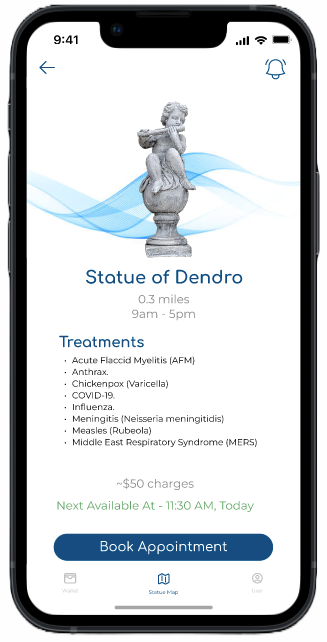 9:41
Statue of Dendro
0.3 miles
9am - 5pm
Treatments
· Acute Flaccid Myelitis (AFM)
· Anthrax.
· Chickenpox (Varicella)
· COVID-19.
· Influenza.
· Meningitis (Neisseria meningitidis)
· Measles (Rubeola)
· Middle East Respiratory Syndrome (MERS)
~$50 charges
Next Available At - 11:30 AM, Today
Book Appointment
Statue Map
User